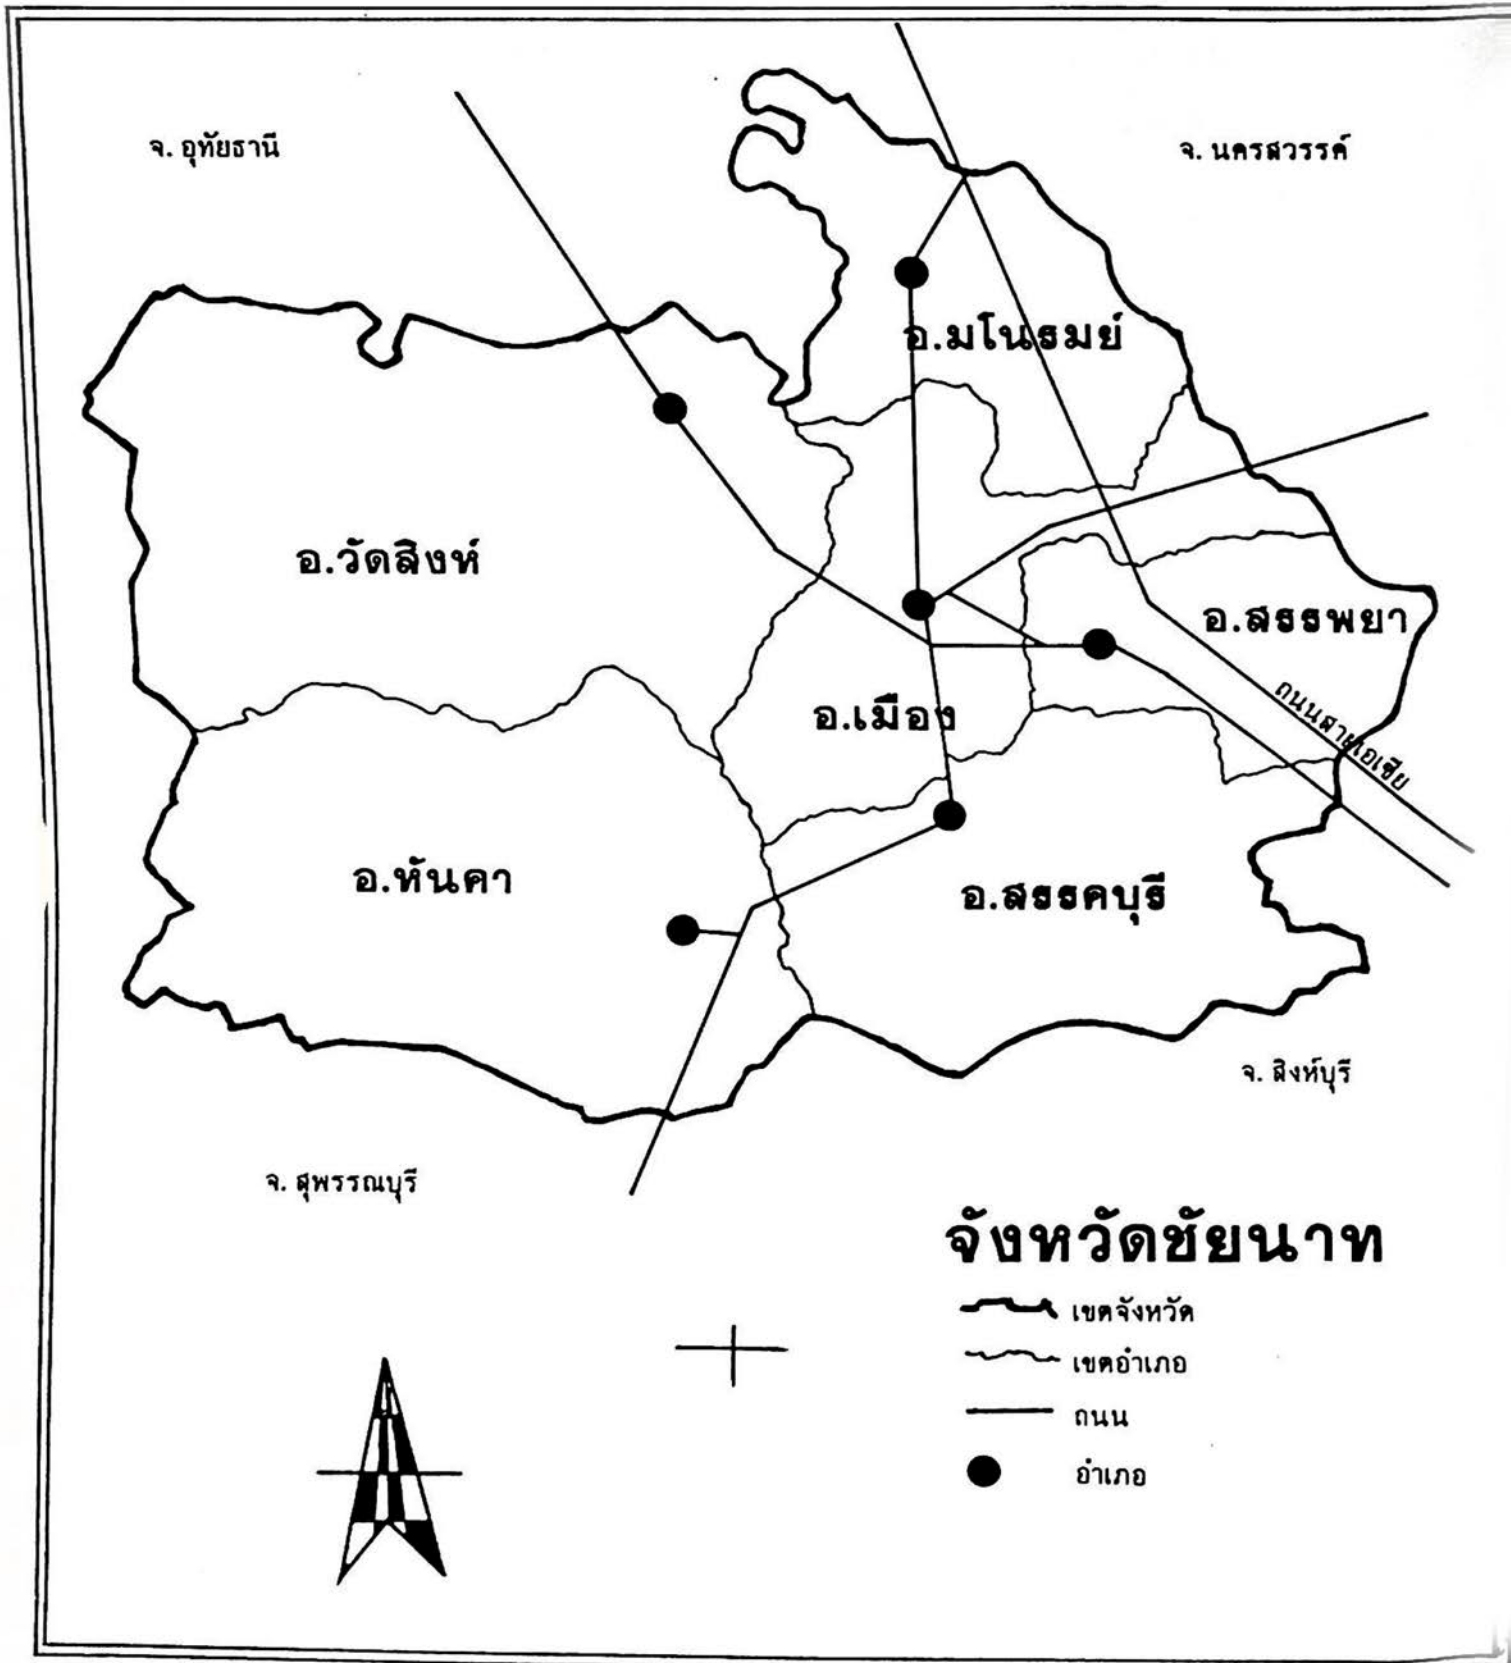 จ. อุทัยธานี
จ. นครสวรรค์
อ.มโนรมย์
อ.วัดสิงห์
อ.สรรพยา
ถนนสายเอเซีย
อ.เมือง
อ.หันคา
อ.สรรคบุรี
จ. สิงห์บุรี
จ. สุพรรณบุรี
จังหวัดชัยนาท
เขตจังหวัด
เขตอำเภอ
ถนน
อำเภอ